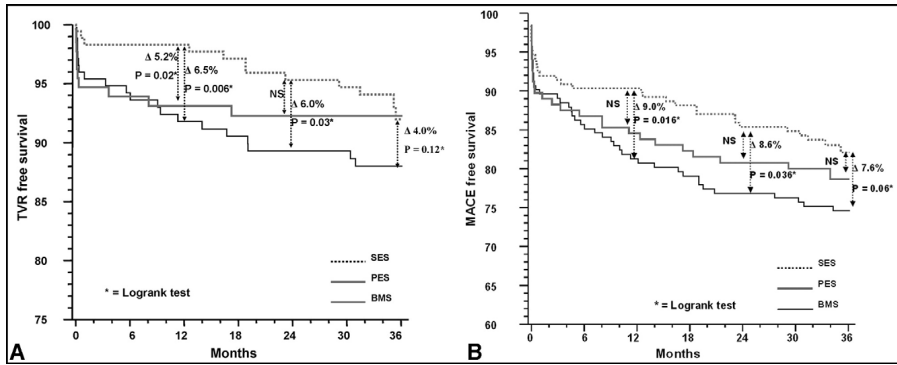 100
95
90
85
80
75
TVR free survival
Δ 5.2%
P = 0.02*
Δ 6.5%
P = 0.006*
NS
Δ 6.0%
P = 0.03*
Δ 4.0%
P = 0.12*
SES
PES
BMS
* = Logrank test
0 6 12 18 24 30 36
Months
A
100
95
90
85
80
75
70
65
60
MACE free survival
NS
Δ 9.0%
P = 0.016*
NS
Δ 8.6%
P = 0.036*
NS
Δ 7.6%
P = 0.06*
SES
PES
BMS
* = Logrank test
0 6 12 18 24 30 36
Months
B